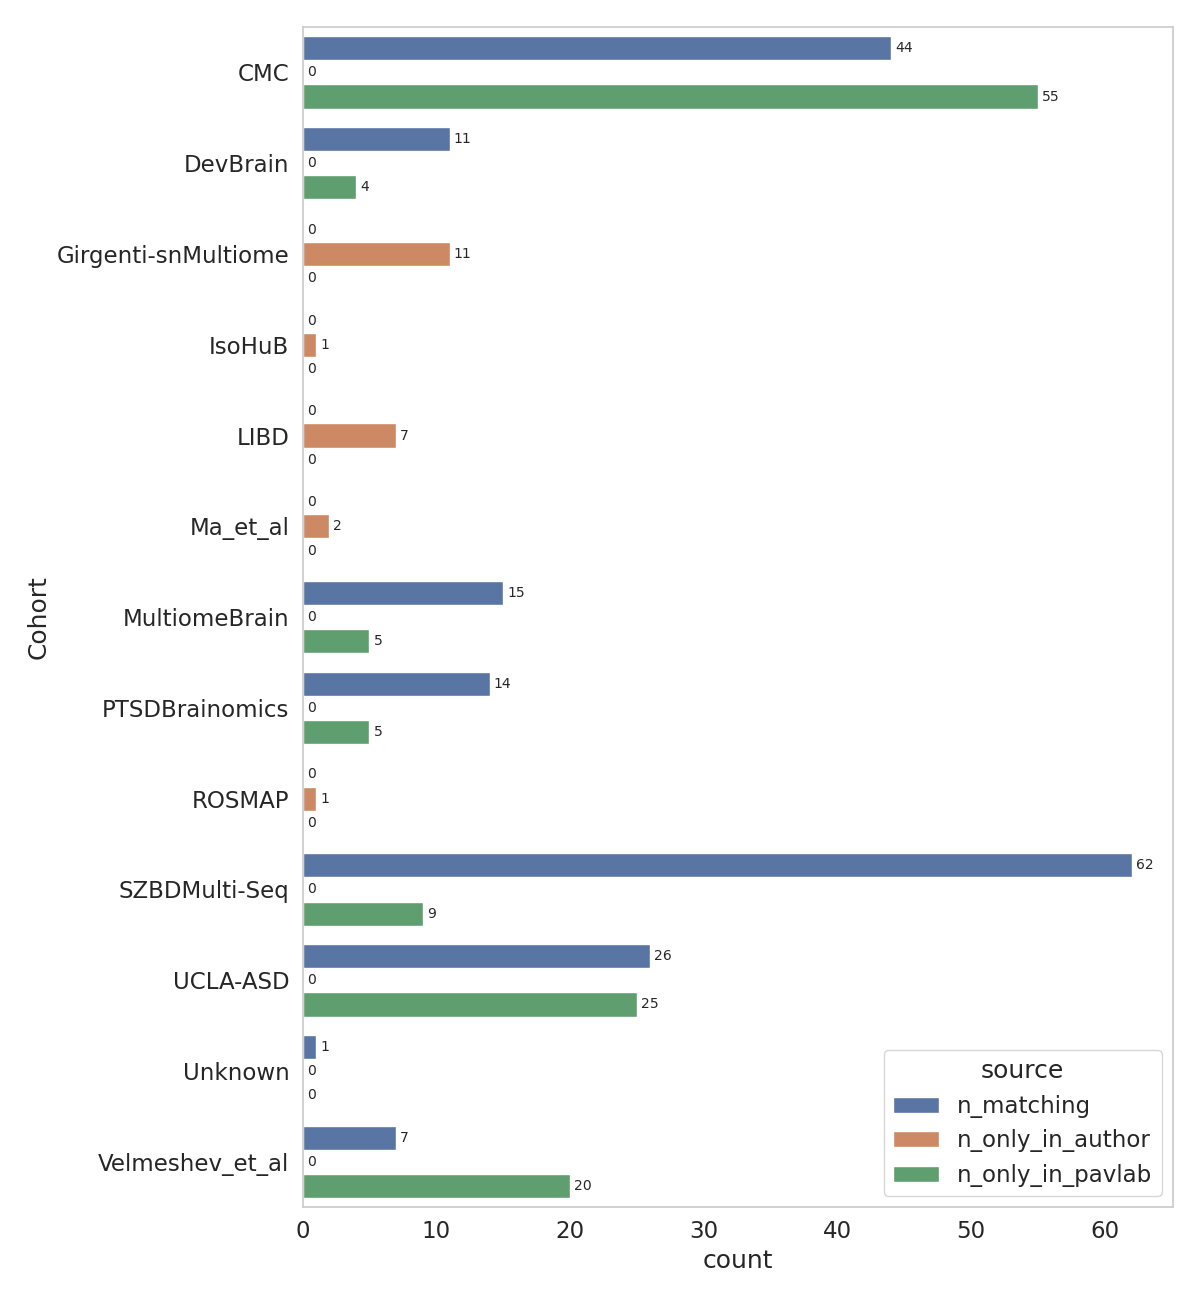 CMC
44
0
55
DevBrain
11
0
4
Girgenti-snMultiome
0
11
0
IsoHuB
0
1
0
LIBD
0
7
0
Ma_et_al
0
2
0
MultiomeBrain
15
0
5
PTSDBrainomics
14
0
5
ROSMAP
0
1
0
SZBDMulti-Seq
62
0
9
UCLA-ASD
26
0
25
Unknown
1
0
0
Velmeshev_et_al
7
0
20
Cohort
0 10 20 30 40 50 60
count
source
n_matching
n_only_in_author
n_only_in_pavlab